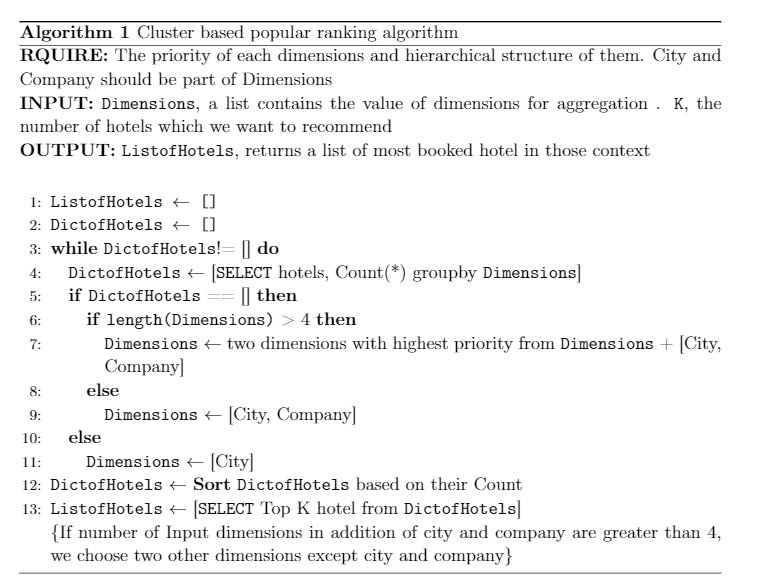 Algorithm 1 Cluster based popular ranking algorithm
RQUIRE: The priority of each dimensions and hierarchical structure of them. City and
Company should be part of Dimensions
INPUT: Dimensions, a list contains the value of dimensions for aggregation . K, the
number of hotels which we want to recommend
OUTPUT: ListofHotels, returns a list of most booked hotel in those context
1: ListofHotels ← []
2: DictofHotels ← []
3: while DictofHotels!= [] do
4: DictofHotels ← [SELECT hotels, Count(*) groupby Dimensions]
5: if DictofHotels == [] then
6: if length(Dimensions) > 4 then
7: Dimensions ← two dimensions with highest priority from Dimensions + [City,
Company]
8: else
9: Dimensions ← [City, Company]
10: else
11: Dimensions ← [City]
12: DictofHotels ← Sort DictofHotels based on their Count
13: ListofHotels ← [SELECT Top K hotel from DictofHotels]
{If number of Input dimensions in addition of city and company are greater than 4,
we choose two other dimensions except city and company}